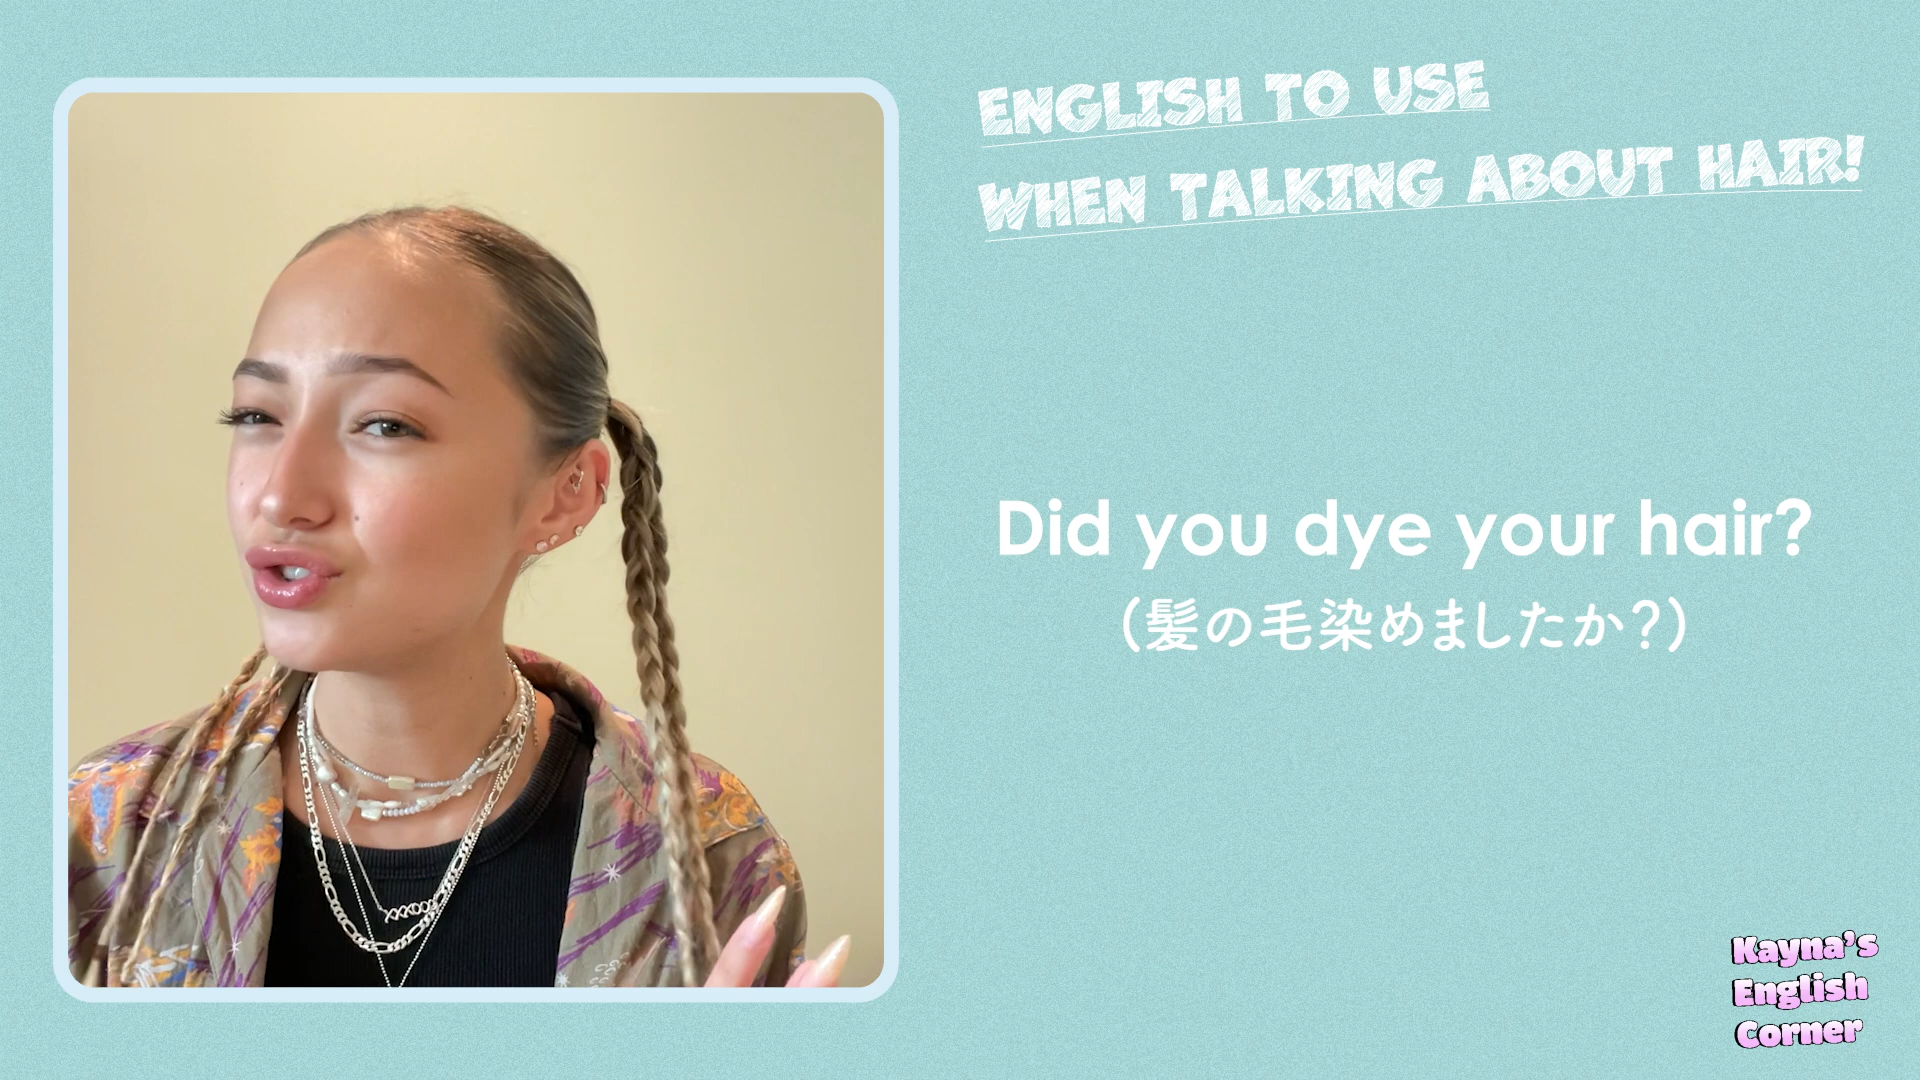 ENGLISH TO USE
WHEN TALKING ABOUT HAIR!
Did you dye your hair?
（髪の毛染めましたか？）
Kayna's
English
Corner